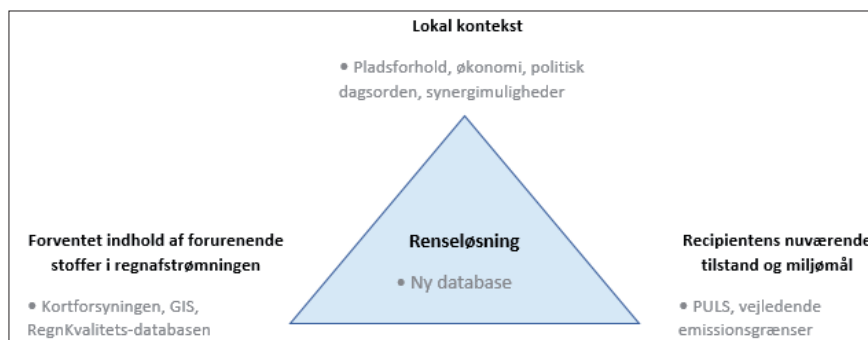 Lokal kontekst
• Pladsforhold, økonomi, politisk
dagsorden, synergimuligheder
Forventet indhold af forurenende
stoffer i regnafstrømningen
• Kortforsyningen, GIS,
RegnKvalitets-databasen
Renseløsning
• Ny database
Recipientens nuværende
tilstand og miljømål
• PULS, vejledende
emissionsgrænser